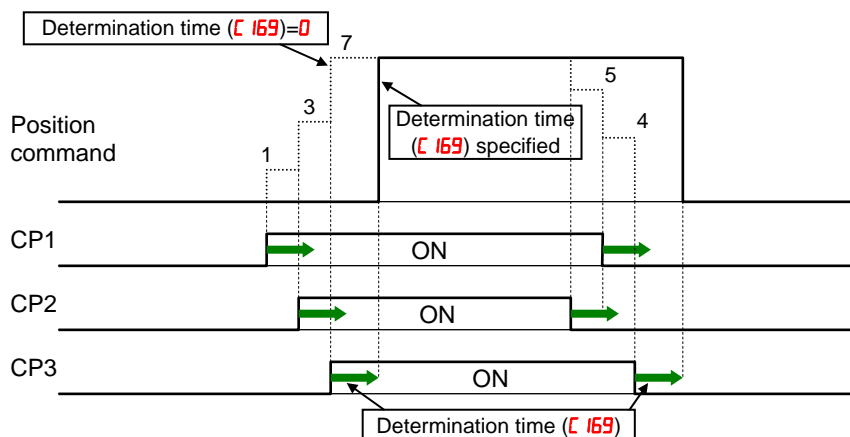 Determination time (C169)=0
7
5
3
Determination time
(C169) specified
4
Position
command
1
CP1
ON
CP2
ON
CP3
ON
Determination time (C169)